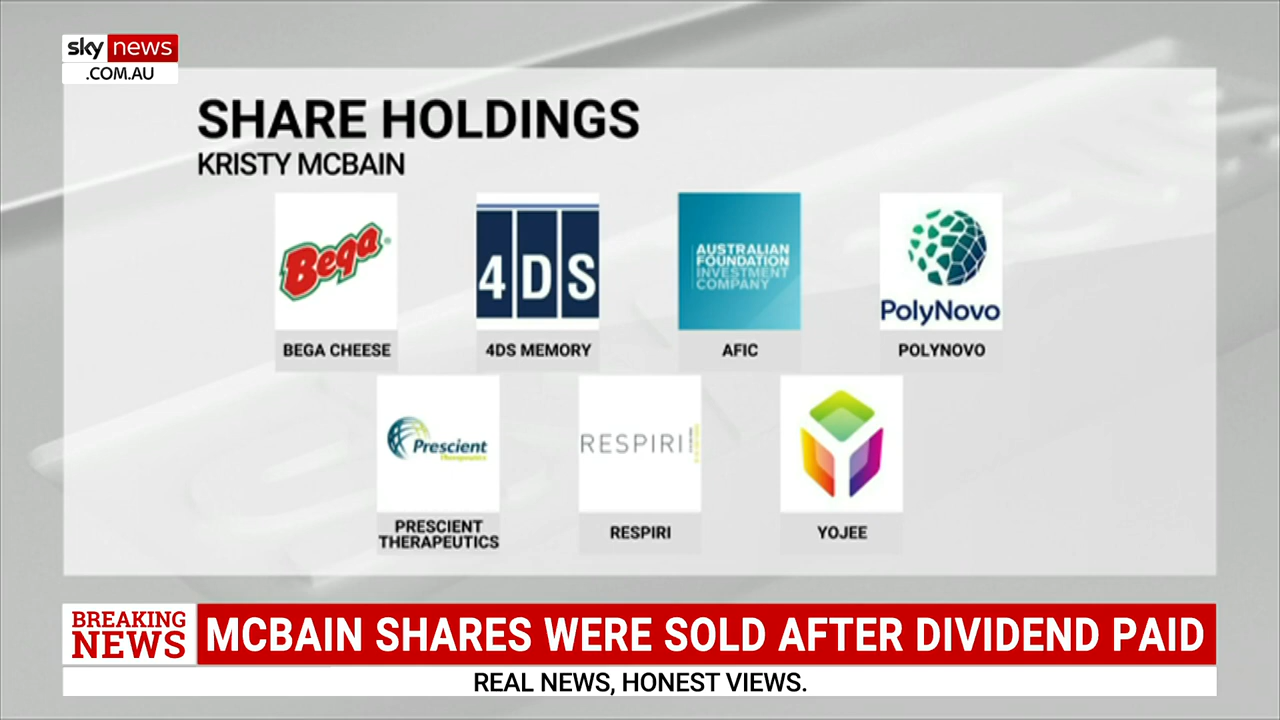 sky news
.COM.AU
SHARE HOLDINGS
KRISTY MCBAIN
Bega®
4DS
AUSTRALIAN
FOUNDATION
INVESTMENT
COMPANY
PolyNovo
BEGA CHEESE
4DS MEMORY
AFIC
POLYNOVO
Prescient
Therapeutics
RESPIRI
PRESCIENT
THERAPEUTICS
RESPIRI
YOJEE
BREAKING
NEWS
MCBAIN SHARES WERE SOLD AFTER DIVIDEND PAID
REAL NEWS, HONEST VIEWS.